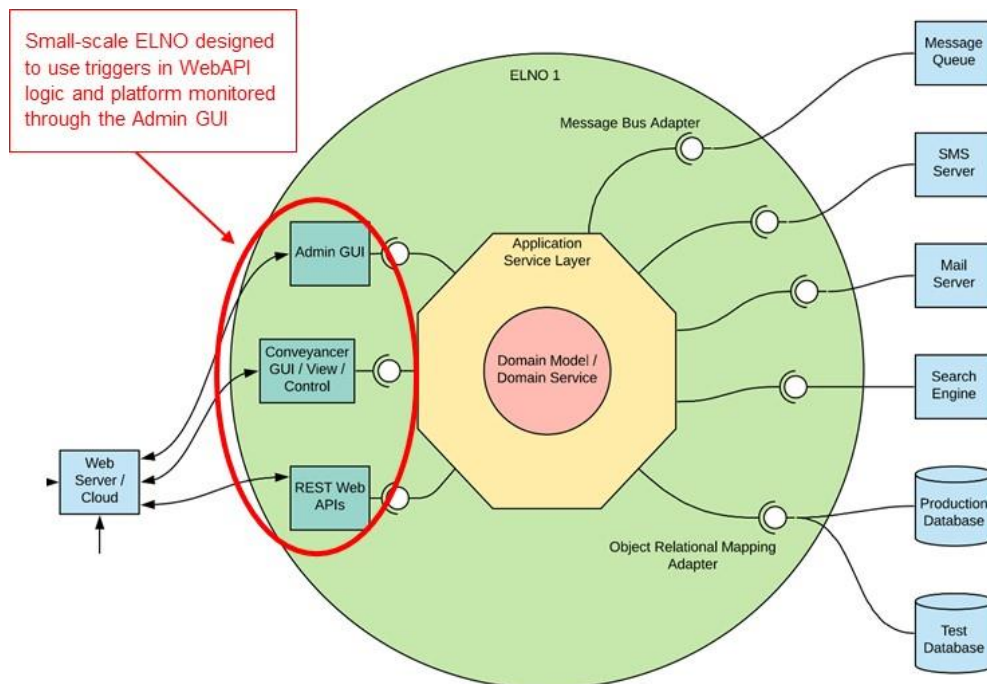 Small-scale ELNO designed
to use triggers in WebAPI
logic and platform monitored
through the Admin GUI
ELNO 1
Message Bus Adapter
Message
Queue
SMS
Server
Mail
Server
Search
Engine
Production
Database
Test
Database
Application
Service Layer
Domain Model /
Domain Service
Admin GUI
Conveyancer
GUI / View /
Control
REST Web
APIs
Web
Server /
Cloud
Object Relational Mapping
Adapter